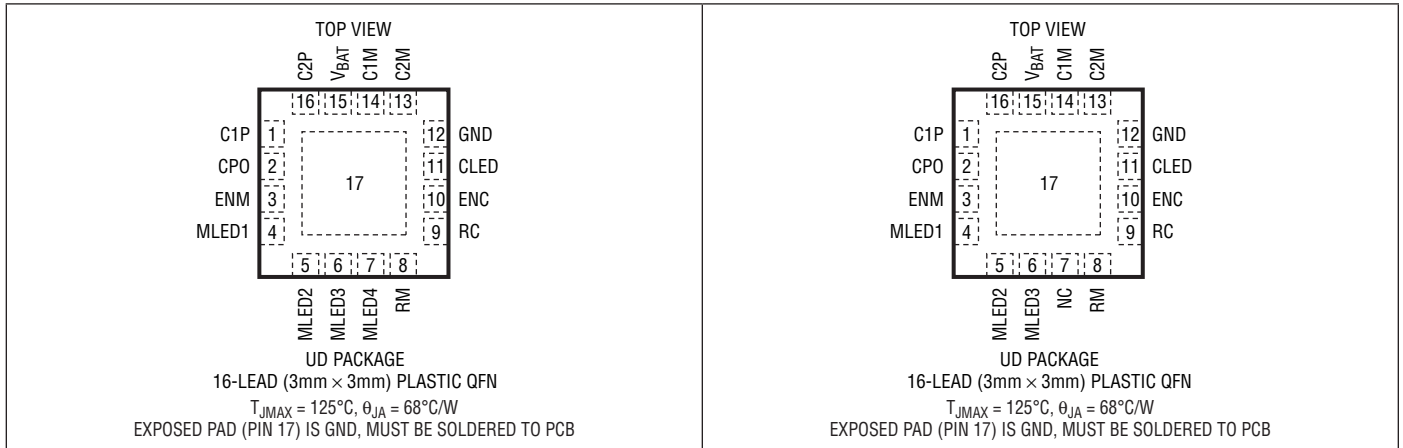 TOP VIEW
C2P
VBAT
C1M
C2M
16 15 14 13
C1P 1
CPO 2
ENM 3
MLED1 4
17
12 GND
11 CLED
10 ENC
9 RC
5 6 7 8
MLED2
MLED3
MLED4
RM
UD PACKAGE
16-LEAD (3mm × 3mm) PLASTIC QFN
TJMAX = 125°C, θJA = 68°C/W
EXPOSED PAD (PIN 17) IS GND, MUST BE SOLDERED TO PCB
TOP VIEW
C2P
VBAT
C1M
C2M
16 15 14 13
C1P 1
CPO 2
ENM 3
MLED1 4
17
12 GND
11 CLED
10 ENC
9 RC
5 6 7 8
MLED2
MLED3
NC
RM
UD PACKAGE
16-LEAD (3mm × 3mm) PLASTIC QFN
TJMAX = 125°C, θJA = 68°C/W
EXPOSED PAD (PIN 17) IS GND, MUST BE SOLDERED TO PCB